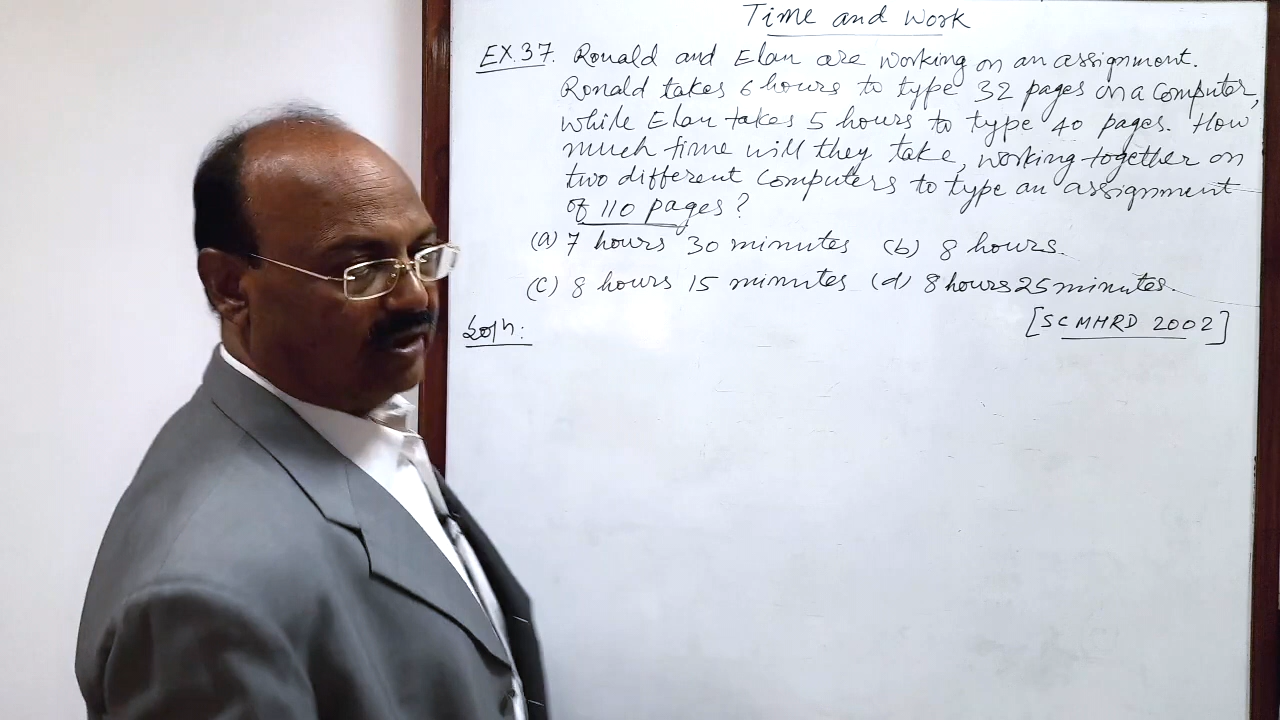 Time and Work
EX.37. Ronald and Elan are working on an assignment.
Ronald takes 6 hours to type 32 pages on a computer,
while Elan takes 5 hours to type 40 pages. How
much time will they take, working together on
two different computers to type an assignment
of 110 pages?
(a) 7 hours 30 minutes (b) 8 hours.
(c) 8 hours 15 minutes (d) 8 hours 25 minutes.
[SCMHRD 2002]
Soln: